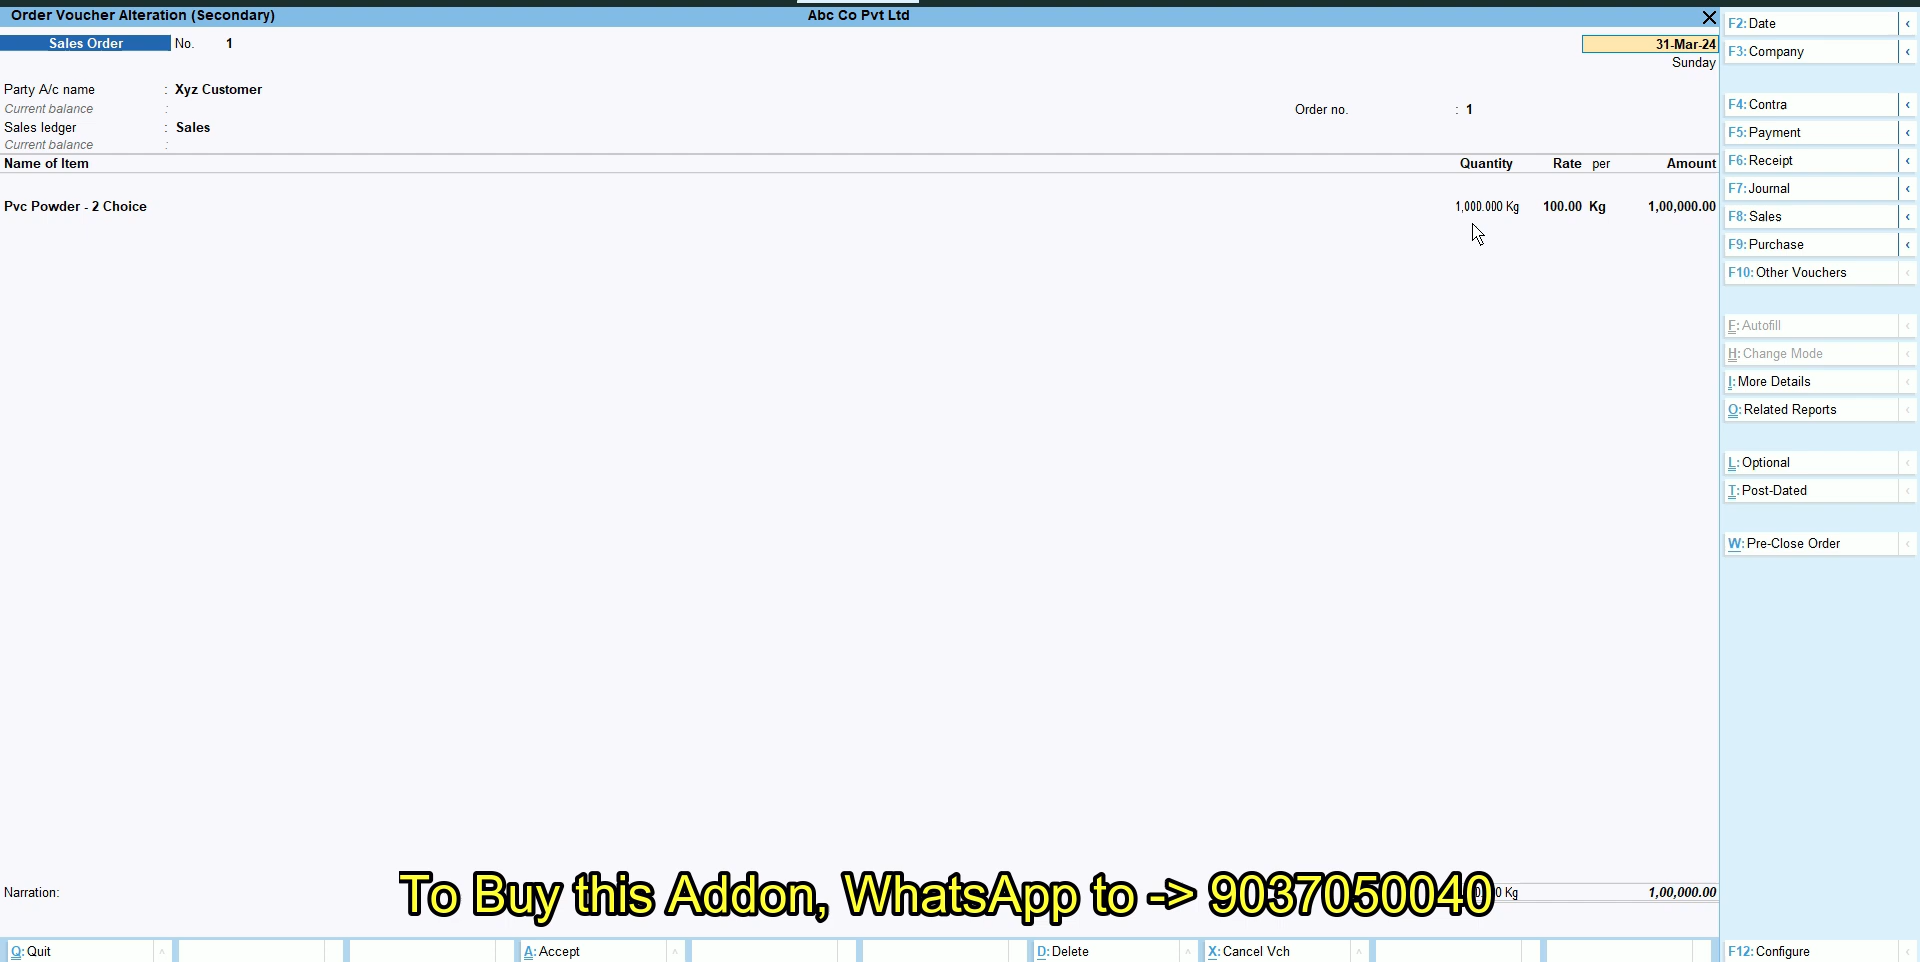 Order Voucher Alteration (Secondary) Abc Co Pvt Ltd
Sales Order No. 1 31-Mar-24
Sunday
Party A/c name : Xyz Customer
Current balance :
Order no. : 1
Sales ledger : Sales
Current balance :
Name of Item Quantity Rate per Amount
Pvc Powder - 2 Choice 1,000.000 Kg 100.00 Kg 1,00,000.00
Narration: Kg 1,00,000.00
To Buy this Addon, WhatsApp to -> 9037050040
Q: Quit A: Accept D: Delete X: Cancel Vch
F2: Date
F3: Company
F4: Contra
F5: Payment
F6: Receipt
F7: Journal
F8: Sales
F9: Purchase
F10: Other Vouchers
F: Autofill
H: Change Mode
I: More Details
O: Related Reports
L: Optional
T: Post-Dated
W: Pre-Close Order
F12: Configure